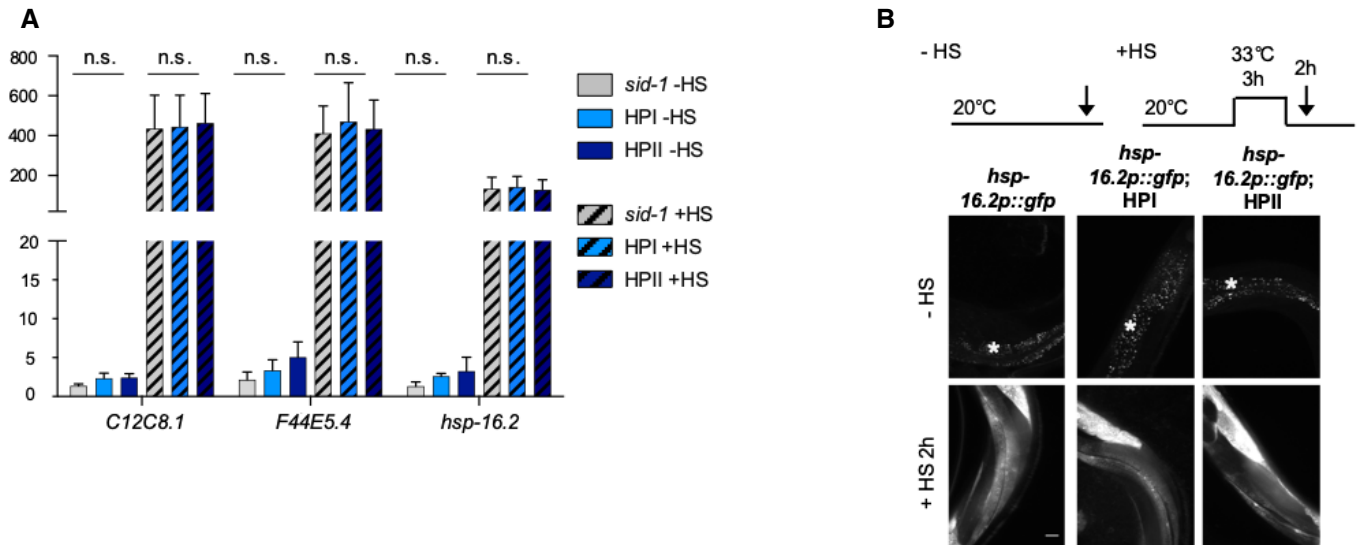 A
800
600
400
200
20
15
10
5
0
n.s.
n.s.
n.s.
n.s.
n.s.
n.s.
C12C8.1
F44E5.4
hsp-16.2
sid-1 -HS
HPI -HS
HPII -HS
sid-1 +HS
HPI +HS
HPII +HS
B
- HS
+HS
20°C
20°C
33°C
3h
2h
hsp-
16.2p::gfp
hsp-
16.2p::gfp;
HPI
hsp-
16.2p::gfp;
HPII
- HS
*
*
*
+ HS 2h